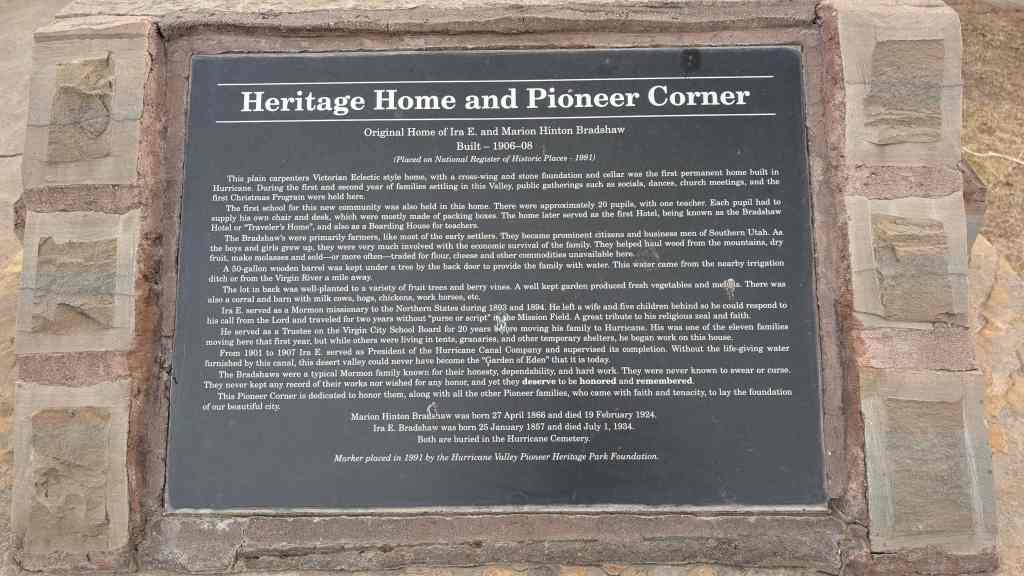 Heritage Home and Pioneer Corner
Original Home of Ira E. and Marion Hinton Bradshaw
Built – 1906-08
(Placed on National Register of Historic Places - 1991)
This plain carpenters Victorian Eclectic style home, with a cross-wing and stone foundation and cellar was the first permanent home built in
Hurricane. During the first and second year of families settling in this Valley, public gatherings such as socials, dances, church meetings, and the
first Christmas Program were held here.
The first school for this new community was also held in this home. There were approximately 20 pupils, with one teacher. Each pupil had to
supply his own chair and desk, which were mostly made of packing boxes. The home later served as the first Hotel, being known as the Bradshaw
Hotel or "Traveler's Home", and also as a Boarding House for teachers.
The Bradshaw's were primarily farmers, like most of the early settlers. They became prominent citizens and business men of Southern Utah. As
the boys and girls grew up, they were very much involved with the economic survival of the family. They helped haul wood from the mountains, dry
fruit, make molasses and sold—or more often—traded for flour, cheese and other commodities unavailable here.
A 50-gallon wooden barrel was kept under a tree by the back door to provide the family with water. This water came from the nearby irrigation
ditch or from the Virgin River a mile away.
The lot in back was well-planted to a variety of fruit trees and berry vines. A well kept garden produced fresh vegetables and melons. There was
also a corral and barn with milk cows, hogs, chickens, work horses, etc.
Ira E. served as a Mormon missionary to the Northern States during 1893 and 1894. He left a wife and five children behind so he could respond to
his call from the Lord and traveled for two years without "purse or script" in the Mission Field. A great tribute to his religious zeal and faith.
He served as a Trustee on the Virgin City School Board for 20 years before moving his family to Hurricane. His was one of the eleven families
moving here that first year, but while others were living in tents, granaries, and other temporary shelters, he began work on this house.
From 1901 to 1907 Ira E. served as President of the Hurricane Canal Company and supervised its completion. Without the life-giving water
furnished by this canal, this desert valley could never have become the "Garden of Eden" that it is today.
The Bradshaws were a typical Mormon family known for their honesty, dependability, and hard work. They were never known to swear or curse.
They never kept any record of their works nor wished for any honor, and yet they deserve to be honored and remembered.
This Pioneer Corner is dedicated to honor them, along with all the other Pioneer families, who came with faith and tenacity, to lay the foundation
of our beautiful city.
Marion Hinton Bradshaw was born 27 April 1866 and died 19 February 1924.
Ira E. Bradshaw was born 25 January 1857 and died July 1, 1934.
Both are buried in the Hurricane Cemetery.
Marker placed in 1991 by the Hurricane Valley Pioneer Heritage Park Foundation.